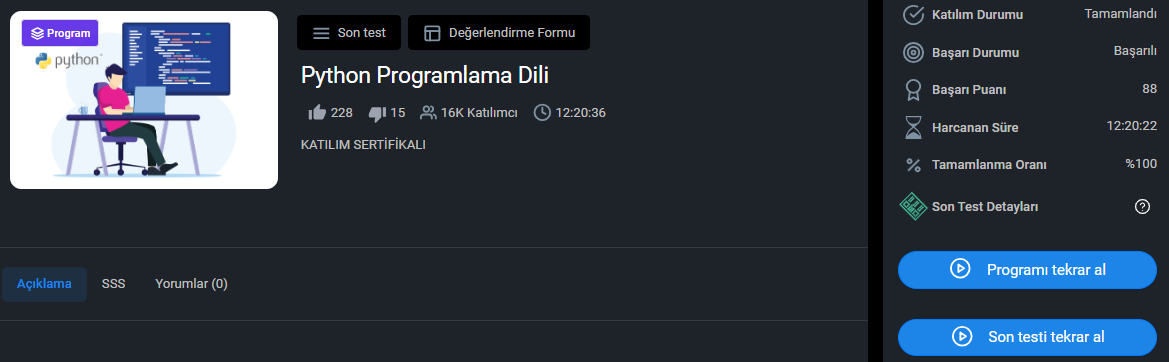 Program
python
Son test
Değerlendirme Formu
Python Programlama Dili
228
15
16K Katılımcı
12:20:36
KATILIM SERTİFİKALI
Açıklama
SSS
Yorumlar (0)
Katılım Durumu
Tamamlandı
Başarı Durumu
Başarılı
Başarı Puanı
88
Harcanan Süre
12:20:22
Tamamlanma Oranı
%100
Son Test Detayları
Programı tekrar al
Son testi tekrar al